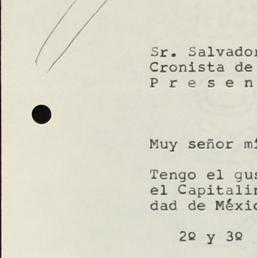 Sr. Salvador
Cronista de
P r e s e n
Muy señor mí
Tengo el gus
el Capitalin
dad de Méxic
2º y 3º